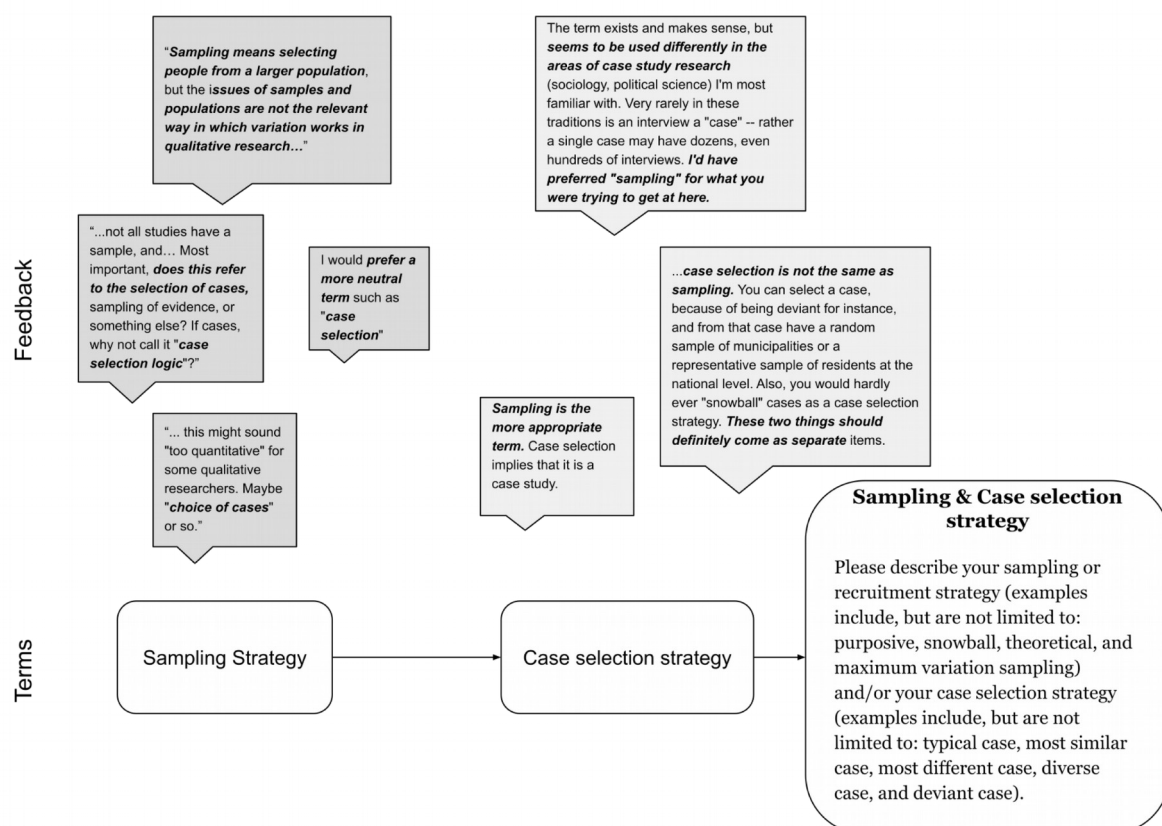 Feedback
“Sampling means selecting
people from a larger population,
but the issues of samples and
populations are not the relevant
way in which variation works in
qualitative research…”
“...not all studies have a
sample, and… Most
important, does this refer
to the selection of cases,
sampling of evidence, or
something else? If cases,
why not call it "case
selection logic"?”
I would prefer a
more neutral
term such as
"case
selection"
“... this might sound
"too quantitative" for
some qualitative
researchers. Maybe
"choice of cases"
or so.”
The term exists and makes sense, but
seems to be used differently in the
areas of case study research
(sociology, political science) I'm most
familiar with. Very rarely in these
traditions is an interview a "case" -- rather
a single case may have dozens, even
hundreds of interviews. I'd have
preferred "sampling" for what you
were trying to get at here.
Sampling is the
more appropriate
term. Case selection
implies that it is a
case study.
...case selection is not the same as
sampling. You can select a case,
because of being deviant for instance,
and from that case have a random
sample of municipalities or a
representative sample of residents at the
national level. Also, you would hardly
ever "snowball" cases as a case selection
strategy. These two things should
definitely come as separate items.
Terms
Sampling Strategy
Case selection strategy
Sampling & Case selection
strategy
Please describe your sampling or
recruitment strategy (examples
include, but are not limited to:
purposive, snowball, theoretical, and
maximum variation sampling)
and/or your case selection strategy
(examples include, but are not
limited to: typical case, most similar
case, most different case, diverse
case, and deviant case).